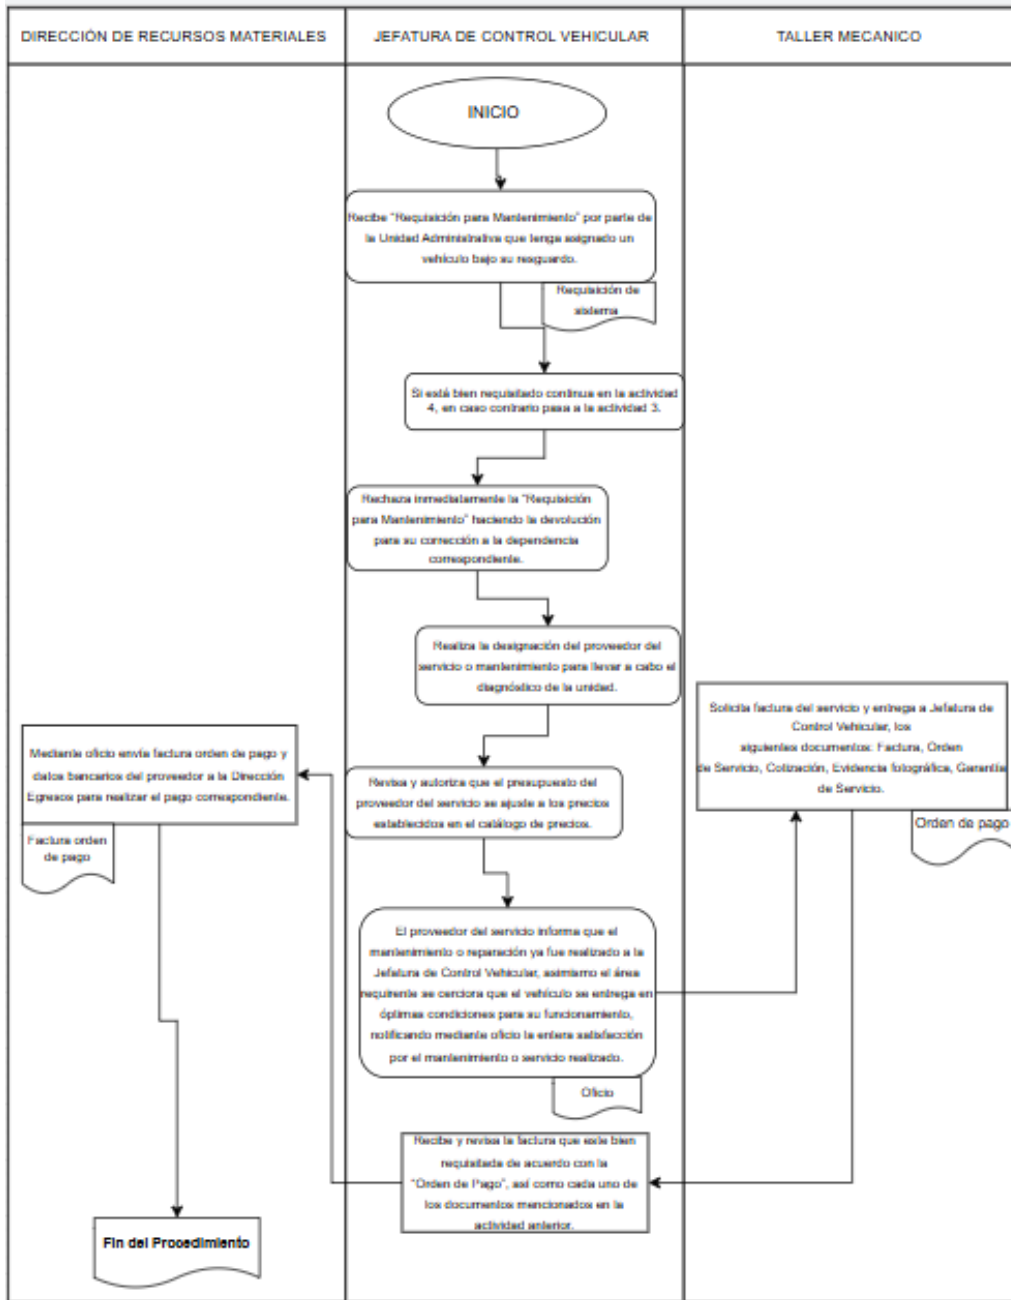 DIRECCIÓN DE RECURSOS MATERIALES
JEFATURA DE CONTROL VEHICULAR
TALLER MECANICO
INICIO
Recibe "Requisición para Mantenimiento" por parte de
la Unidad Administrativa que tenga asignado un
vehículo bajo su resguardo.
Requisición de
sistema
Si está bien requisitado continua en la actividad
4, en caso contrario pasa a la actividad 3.
Rechaza inmediatamente la "Requisición
para Mantenimiento" haciendo la devolución
para su corrección a la dependencia
correspondiente.
Realiza la designación del proveedor del
servicio o mantenimiento para llevar a cabo el
diagnóstico de la unidad.
Revisa y autoriza que el presupuesto del
proveedor del servicio se ajuste a los precios
establecidos en el catálogo de precios.
El proveedor del servicio informa que el
mantenimiento o reparación ya fue realizado a la
Jefatura de Control Vehicular, asimismo el área
requirente se cerciora que el vehículo se entrega en
óptimas condiciones para su funcionamiento,
notificando mediante oficio la entera satisfacción
por el mantenimiento o servicio realizado.
Oficio
Solicita factura del servicio y entrega a Jefatura de
Control Vehicular, los
siguientes documentos: Factura, Orden
de Servicio, Cotización, Evidencia fotográfica, Garantía
de Servicio.
Orden de pago
Recibe y revisa la factura que este bien
requisitada de acuerdo con la
"Orden de Pago", así como cada uno de
los documentos mencionados en la
actividad anterior.
Mediante oficio envía factura orden de pago y
datos bancarios del proveedor a la Dirección
Egresos para realizar el pago correspondiente.
Factura orden
de pago
Fin del Procedimiento